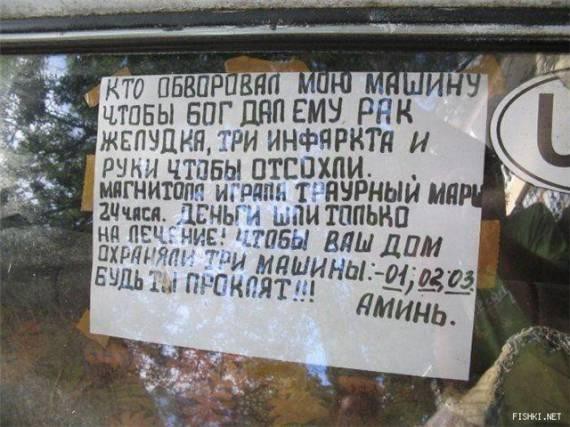 КТО ОБВОРОВАЛ МОЮ МАШИНУ
ЧТОБЫ БОГ ДАЛ ЕМУ РАК
ЖЕЛУДКА, ТРИ ИНФАРКТА И
РУКИ ЧТОБЫ ОТСОХЛИ.
МАГНИТОЛА ИГРАЛА ТРАУРНЫЙ МАРШ
24 ЧАСА. ДЕНЬГИ ШЛИ ТОЛЬКО
НА ЛЕЧЕНИЕ! ЧТОБЫ ВАШ ДОМ
ОХРАНЯЛИ ТРИ МАШИНЫ:-01; 02, 03.
БУДЬ ТЫ ПРОКЛЯТ!!!
АМИНЬ.
U
FISHKI.NET